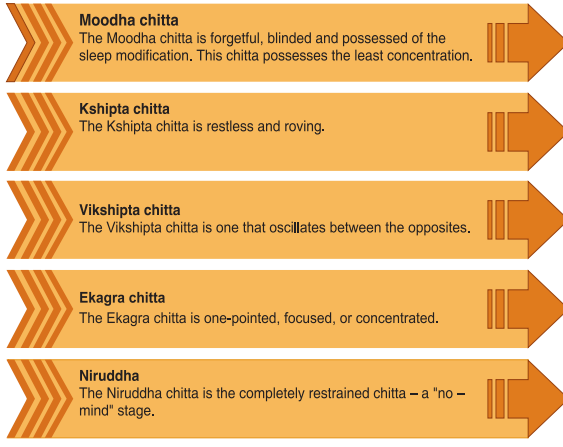 Moodha chitta
The Moodha chitta is forgetful, blinded and possessed of the
sleep modification. This chitta possesses the least concentration.
Kshipta chitta
The Kshipta chitta is restless and roving.
Vikshipta chitta
The Vikshipta chitta is one that oscillates between the opposites.
Ekagra chitta
The Ekagra chitta is one-pointed, focused, or concentrated.
Niruddha
The Niruddha chitta is the completely restrained chitta – a "no –
mind" stage.